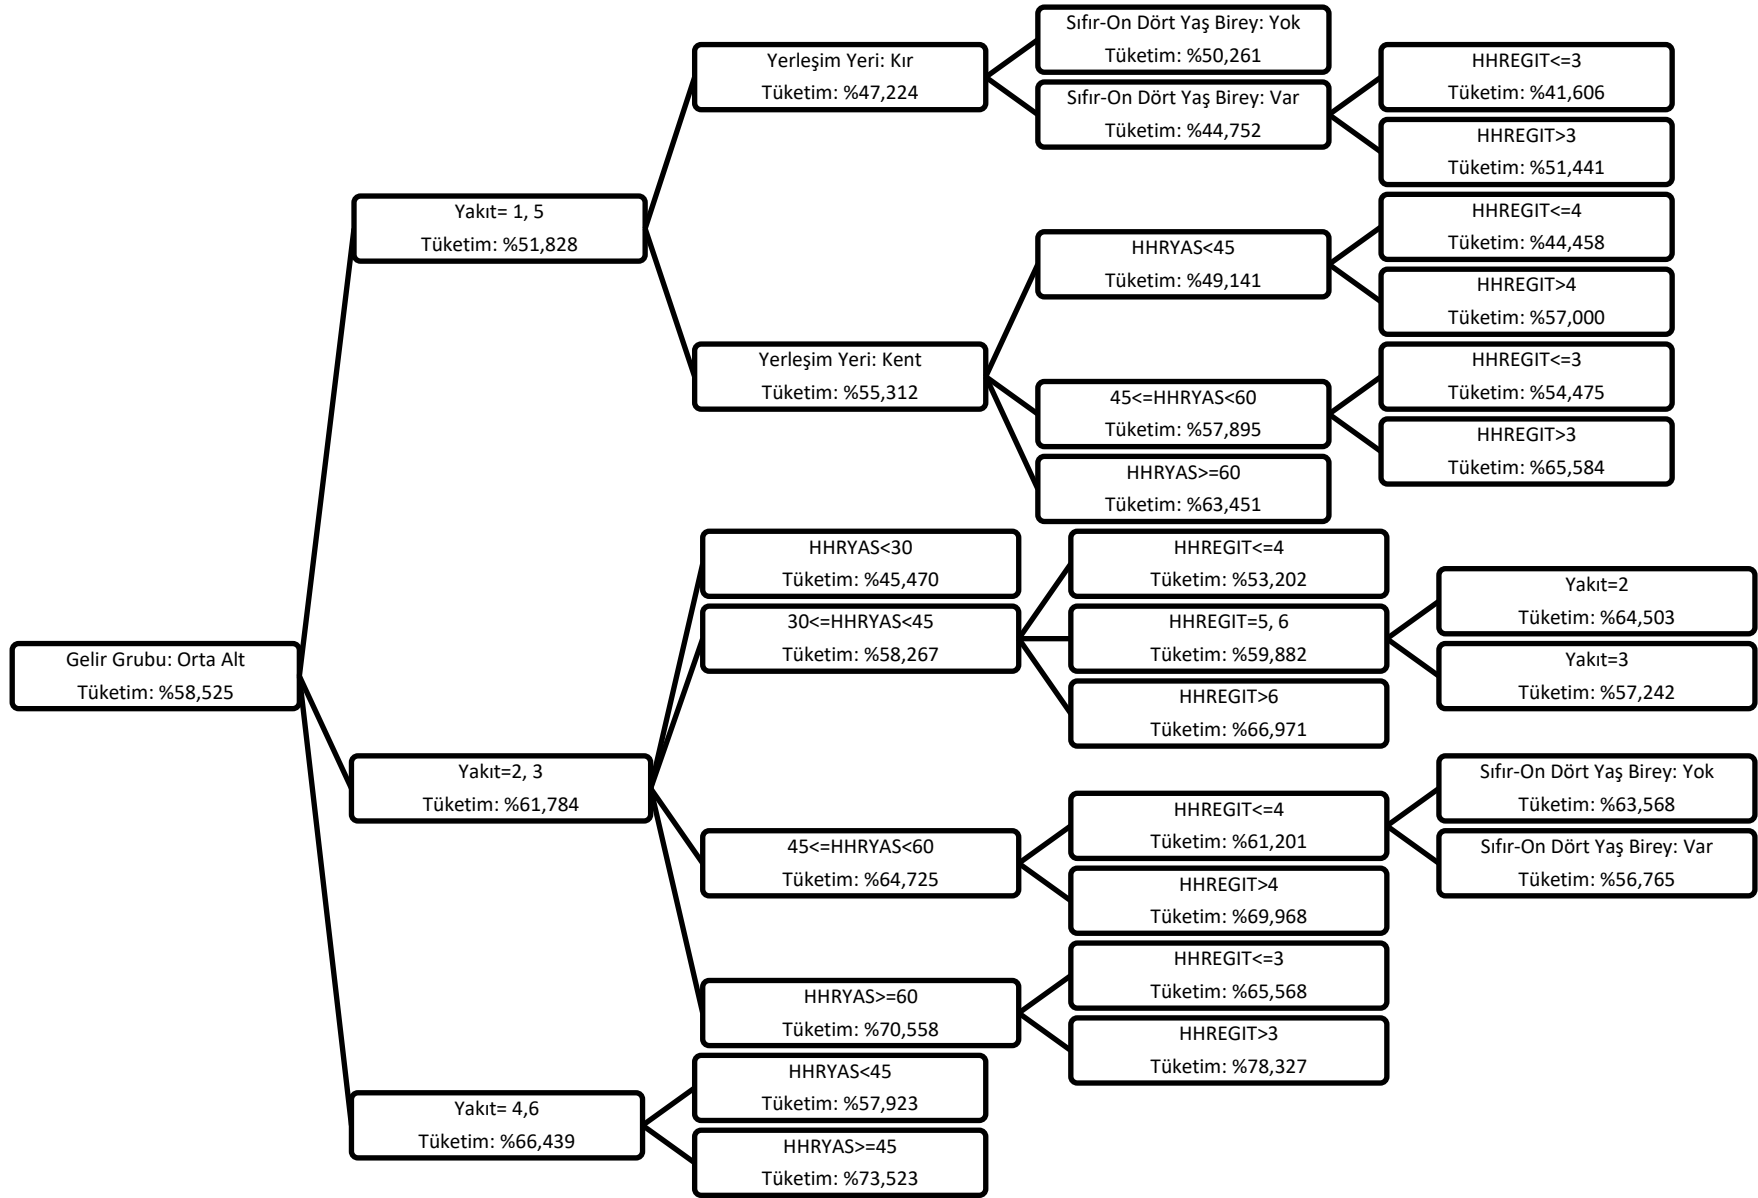 Gelir Grubu: Orta Alt
Tüketim: %58,525
Yakıt= 1, 5
Tüketim: %51,828
Yerleşim Yeri: Kır
Tüketim: %47,224
Sıfır-On Dört Yaş Birey: Yok
Tüketim: %50,261
Sıfır-On Dört Yaş Birey: Var
Tüketim: %44,752
HHREGIT<=3
Tüketim: %41,606
HHREGIT>3
Tüketim: %51,441
Yerleşim Yeri: Kent
Tüketim: %55,312
HHRYAS<45
Tüketim: %49,141
HHREGIT<=4
Tüketim: %44,458
HHREGIT>4
Tüketim: %57,000
45<=HHRYAS<60
Tüketim: %57,895
HHREGIT<=3
Tüketim: %54,475
HHREGIT>3
Tüketim: %65,584
HHRYAS>=60
Tüketim: %63,451
Yakıt=2, 3
Tüketim: %61,784
HHRYAS<30
Tüketim: %45,470
30<=HHRYAS<45
Tüketim: %58,267
HHREGIT<=4
Tüketim: %53,202
HHREGIT=5, 6
Tüketim: %59,882
Yakıt=2
Tüketim: %64,503
Yakıt=3
Tüketim: %57,242
HHREGIT>6
Tüketim: %66,971
45<=HHRYAS<60
Tüketim: %64,725
HHREGIT<=4
Tüketim: %61,201
Sıfır-On Dört Yaş Birey: Yok
Tüketim: %63,568
Sıfır-On Dört Yaş Birey: Var
Tüketim: %56,765
HHREGIT>4
Tüketim: %69,968
HHRYAS>=60
Tüketim: %70,558
HHREGIT<=3
Tüketim: %65,568
HHREGIT>3
Tüketim: %78,327
Yakıt= 4,6
Tüketim: %66,439
HHRYAS<45
Tüketim: %57,923
HHRYAS>=45
Tüketim: %73,523